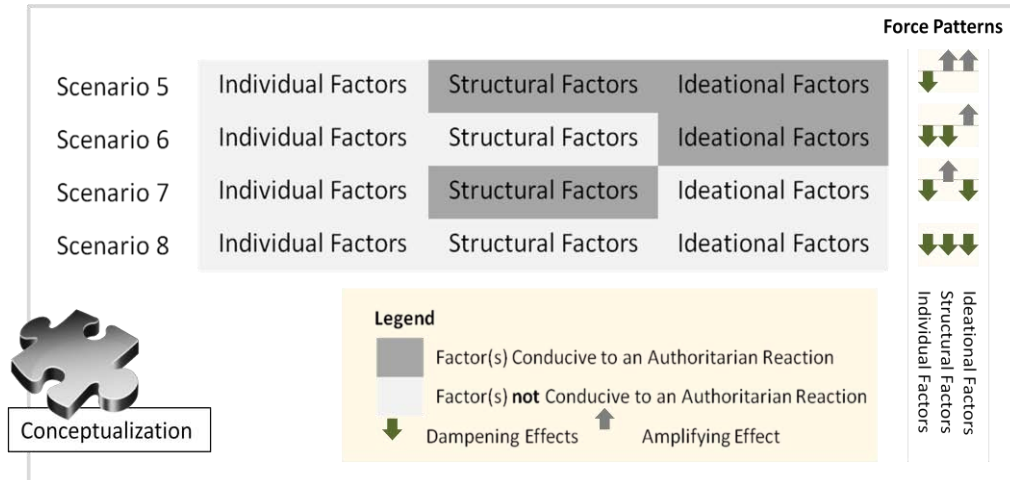 Force Patterns
Scenario 5 Individual Factors Structural Factors Ideational Factors
Scenario 6 Individual Factors Structural Factors Ideational Factors
Scenario 7 Individual Factors Structural Factors Ideational Factors
Scenario 8 Individual Factors Structural Factors Ideational Factors
Individual Factors
Structural Factors
Ideational Factors
Legend
Factor(s) Conducive to an Authoritarian Reaction
Factor(s) not Conducive to an Authoritarian Reaction
Dampening Effects Amplifying Effect
Conceptualization